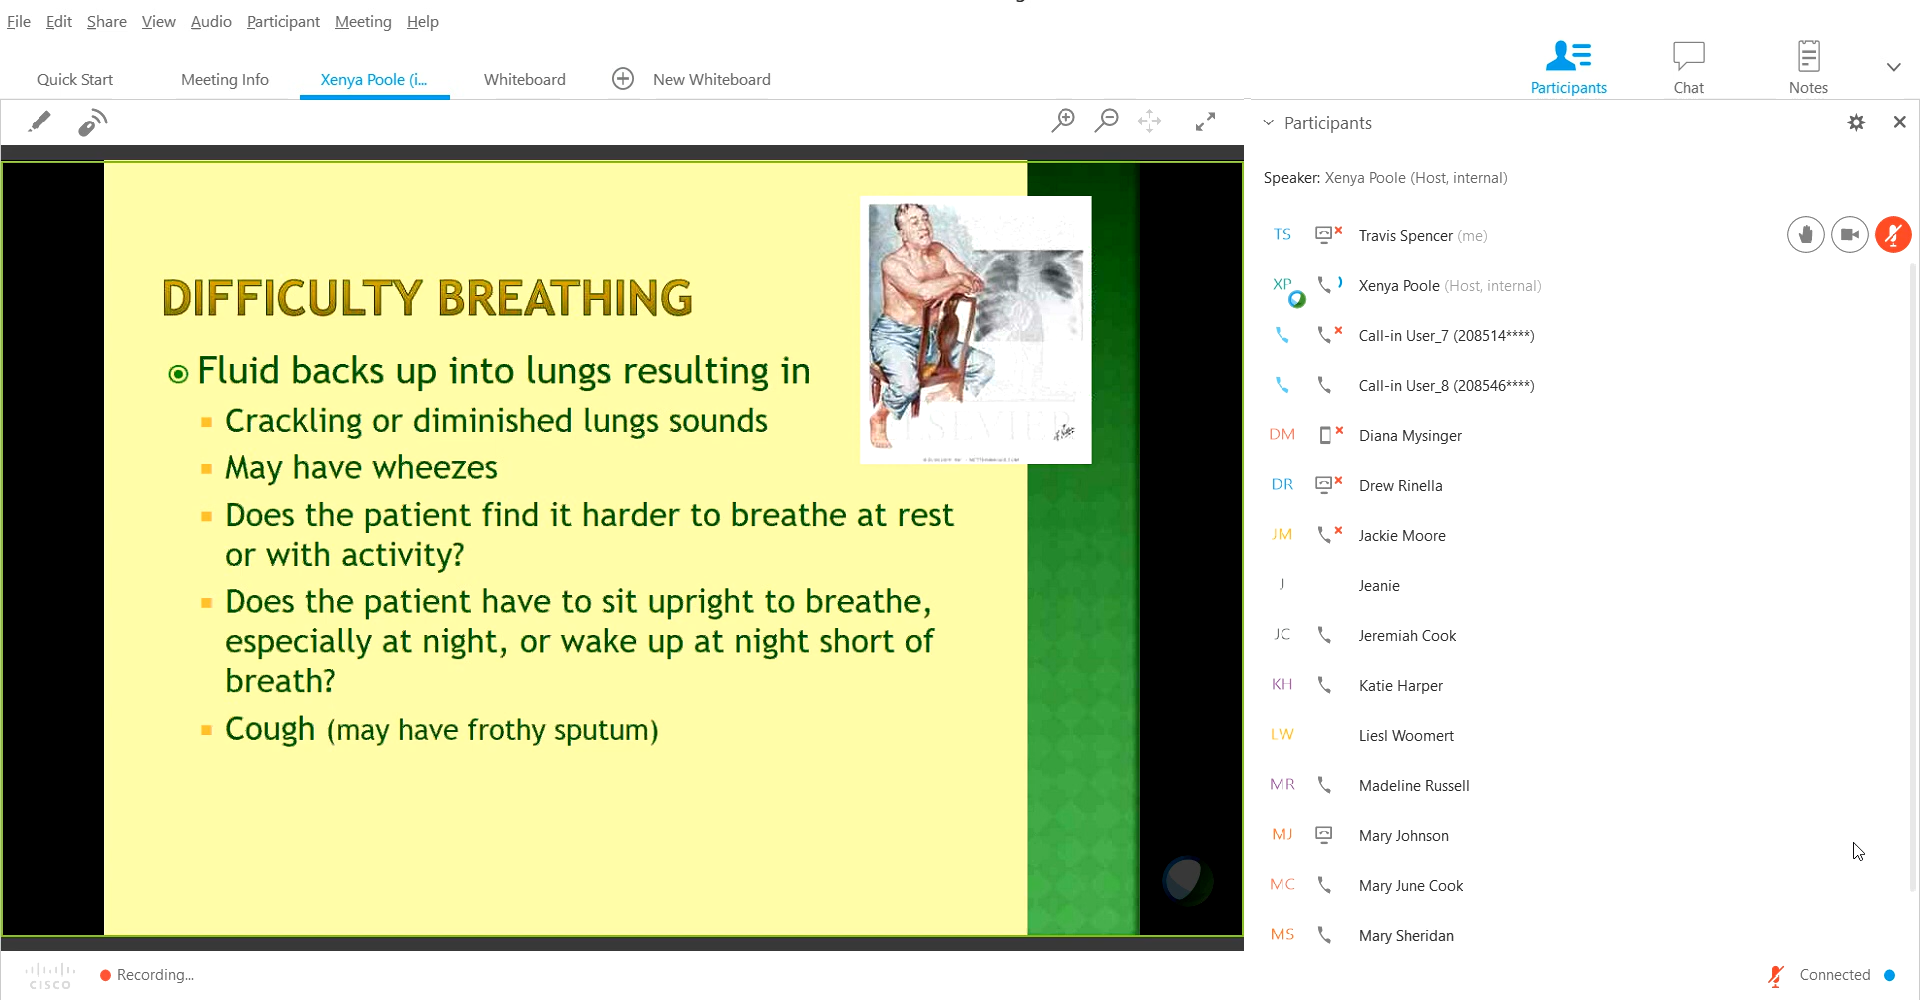 File Edit Share View Audio Participant Meeting Help
Quick Start Meeting Info Xenya Poole (i... Whiteboard New Whiteboard
Participants Chat Notes
Participants
Speaker: Xenya Poole (Host, internal)
DIFFICULTY BREATHING
Fluid backs up into lungs resulting in
Crackling or diminished lungs sounds
May have wheezes
Does the patient find it harder to breathe at rest
or with activity?
Does the patient have to sit upright to breathe,
especially at night, or wake up at night short of
breath?
Cough (may have frothy sputum)
TS Travis Spencer (me)
XP Xenya Poole (Host, internal)
Call-in User_7 (208514****)
Call-in User_8 (208546****)
DM Diana Mysinger
DR Drew Rinella
JM Jackie Moore
J Jeanie
JC Jeremiah Cook
KH Katie Harper
LW Liesl Woomert
MR Madeline Russell
MJ Mary Johnson
MC Mary June Cook
MS Mary Sheridan
CISCO
Recording...
Connected